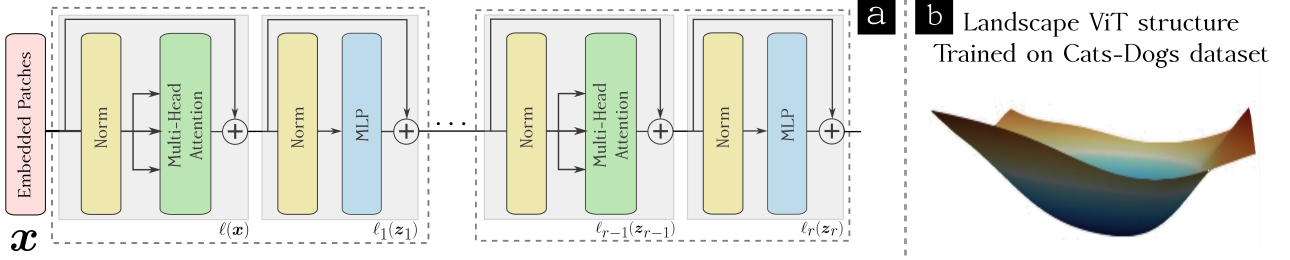 a
b
Landscape ViT structure
Trained on Cats-Dogs dataset
Embedded Patches
x
Norm
Multi-Head
Attention
+
ℓ(x)
Norm
MLP
+
ℓ₁(z₁)
...
Norm
Multi-Head
Attention
+
ℓᵣ₋₁(zᵣ₋₁)
Norm
MLP
+
ℓᵣ(zᵣ)